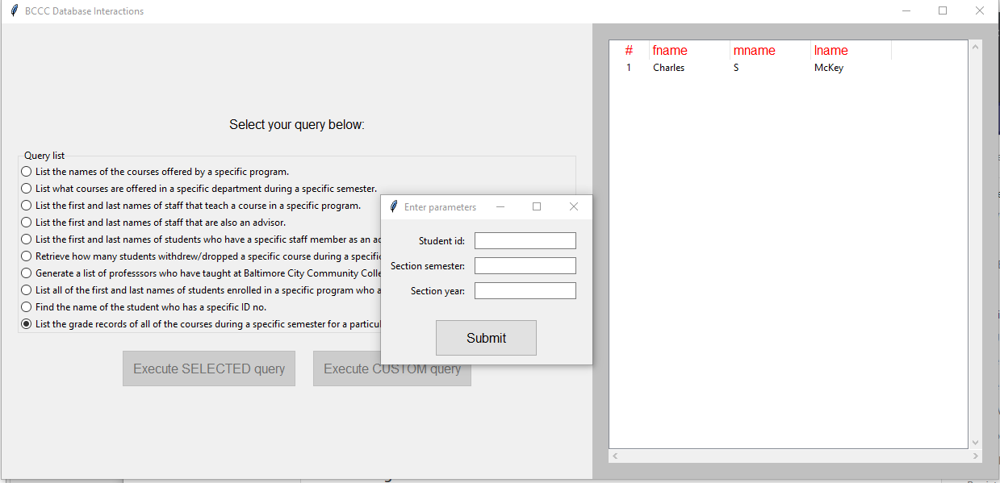 BCCC Database Interactions
Select your query below:
Query list
List the names of the courses offered by a specific program.
List what courses are offered in a specific department during a specific semester.
List the first and last names of staff that teach a course in a specific program.
List the first and last names of staff that are also an advisor.
List the first and last names of students who have a specific staff member as an ad
Retrieve how many students withdrew/dropped a specific course during a specific
Generate a list of professsors who have taught at Baltimore City Community Colle
List all of the first and last names of students enrolled in a specific program who a
Find the name of the student who has a specific ID no.
List the grade records of all of the courses during a specific semester for a particul
Execute SELECTED query
Execute CUSTOM query
Enter parameters
Student id:
Section semester:
Section year:
Submit
# fname mname lname
1 Charles S McKey